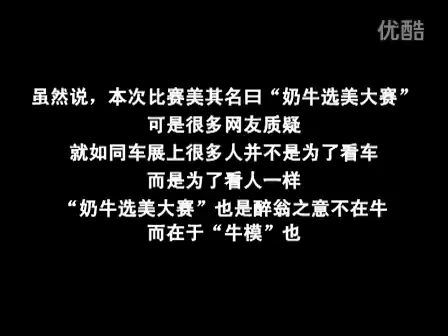 优酷
虽然说，本次比赛美其名曰“奶牛选美大赛”
可是很多网友质疑
就如同车展上很多人并不是为了看车
而是为了看人一样
“奶牛选美大赛”也是醉翁之意不在牛
而在于“牛模”也